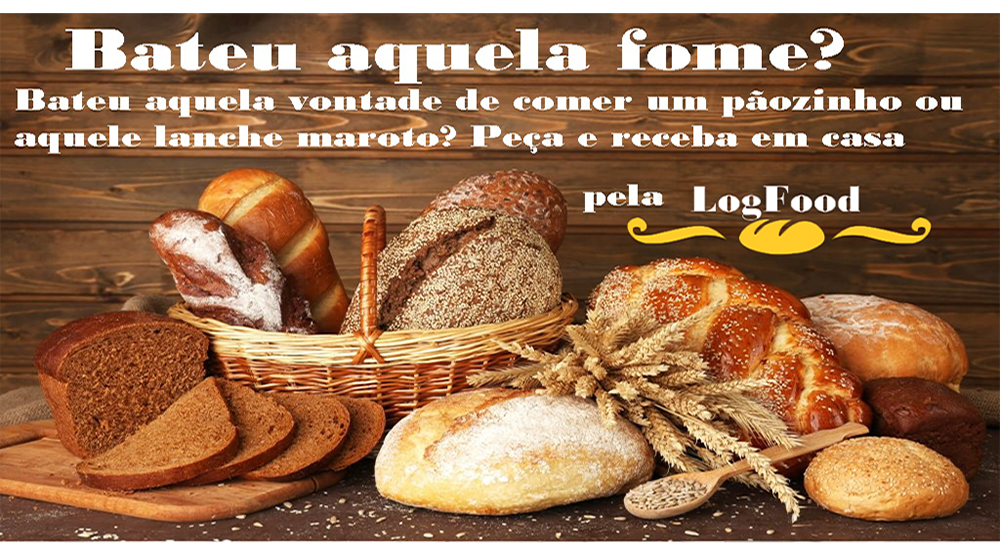 Bateu aquela fome?
Bateu aquela vontade de comer um pãozinho ou
aquele lanche maroto? Peça e receba em casa
pela LogFood